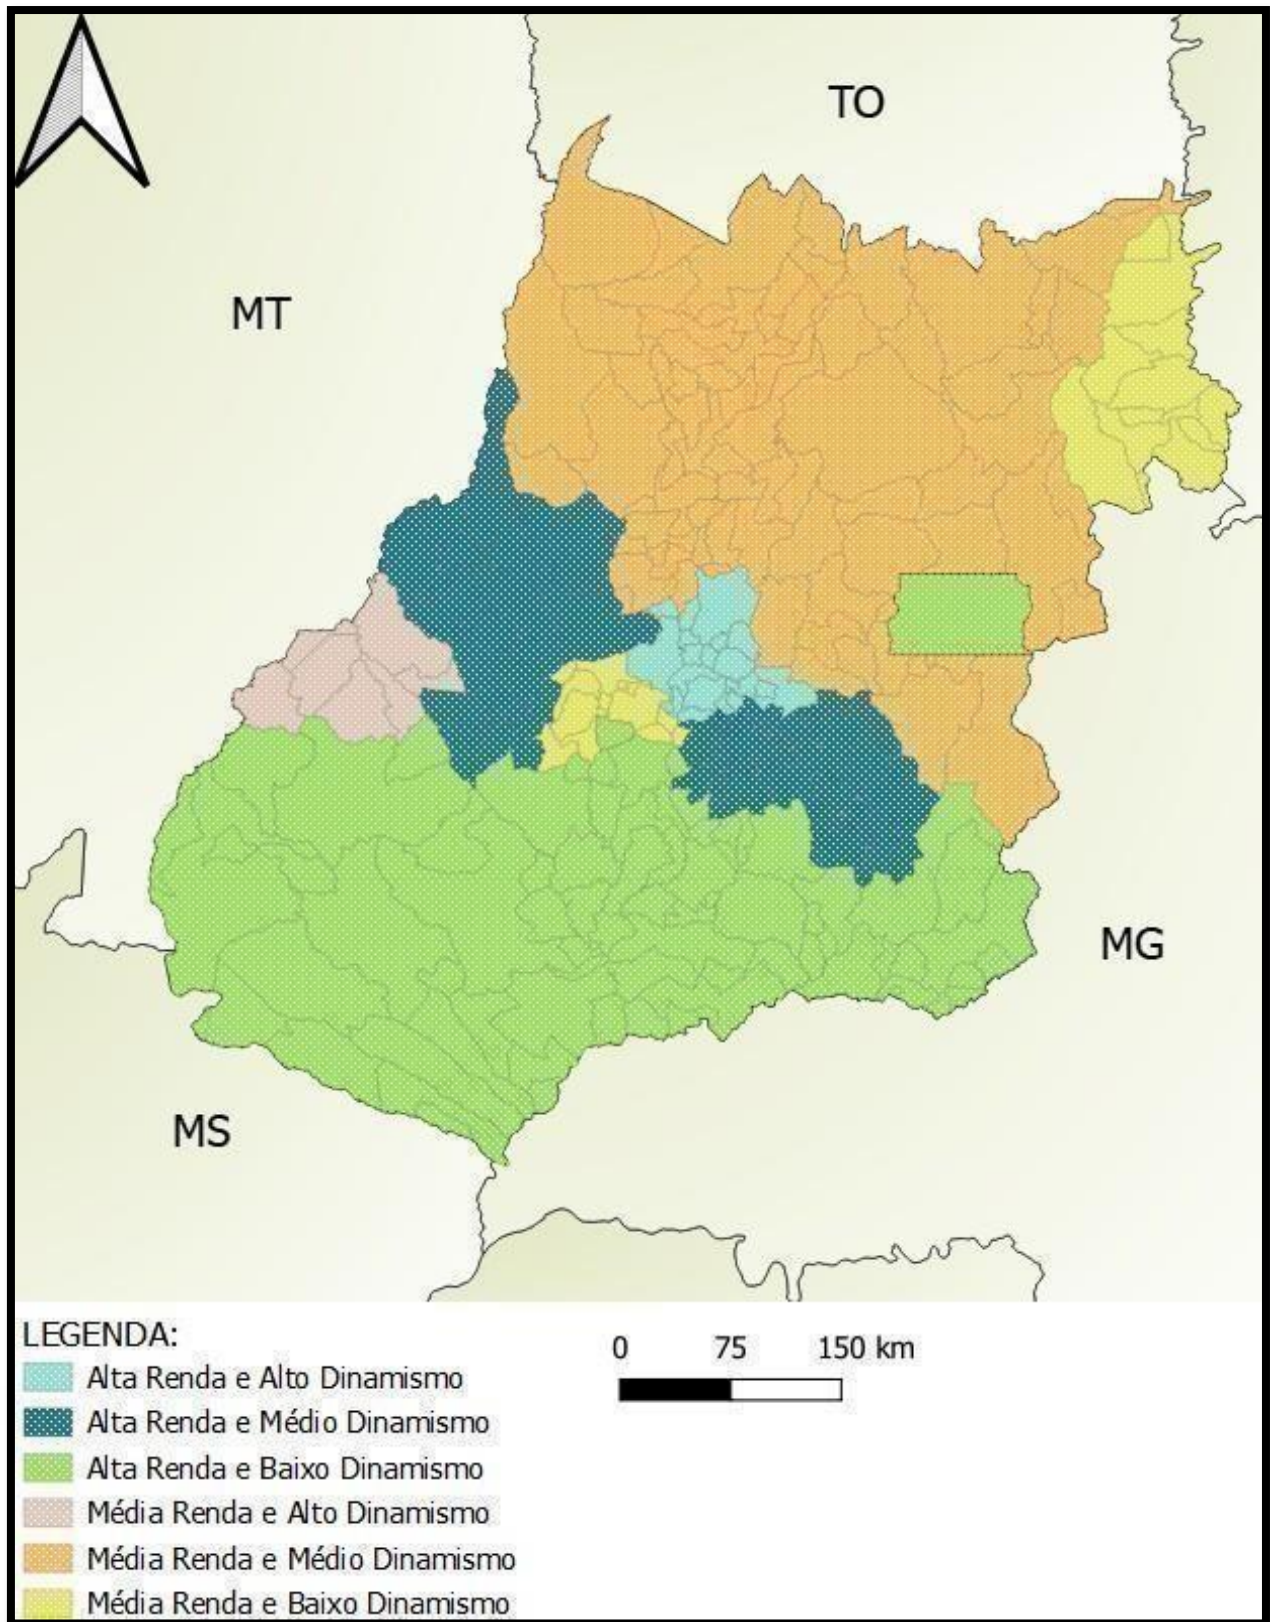 TO
MT
MG
MS
LEGENDA:
0 75 150 km
Alta Renda e Alto Dinamismo
Alta Renda e Médio Dinamismo
Alta Renda e Baixo Dinamismo
Média Renda e Alto Dinamismo
Média Renda e Médio Dinamismo
Média Renda e Baixo Dinamismo